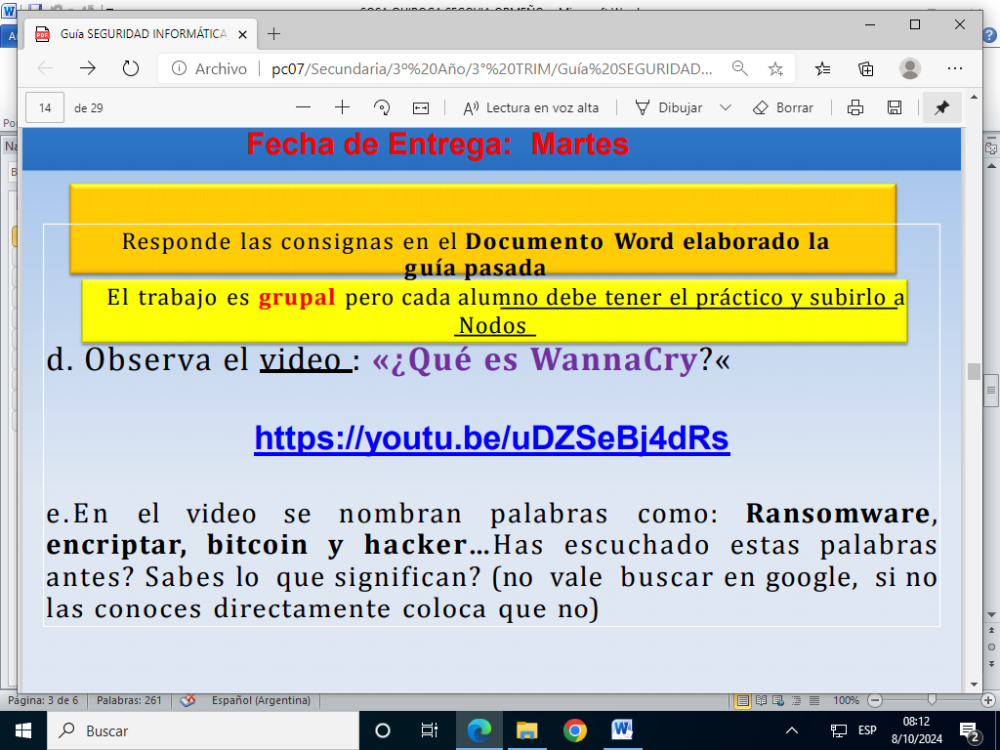 Guía SEGURIDAD INFORMÁTICA
Archivo
pc07/Secundaria/3º%20Año/3°%20TRIM/Guía%20SEGURIDAD...
14
de 29
Lectura en voz alta
Dibujar
Borrar
Fecha de Entrega: Martes
Responde las consignas en el Documento Word elaborado la
guía pasada
El trabajo es grupal pero cada alumno debe tener el práctico y subirlo a
Nodos
d. Observa el video : «¿Qué es WannaCry?«
https://youtu.be/uDZSeBj4dRs
e.En el video se nombran palabras como: Ransomware,
encriptar, bitcoin y hacker...Has escuchado estas palabras
antes? Sabes lo que significan? (no vale buscar en google, si no
las conoces directamente coloca que no)
Página: 3 de 6
Palabras: 261
Español (Argentina)
100%
Buscar
ESP
08:12
8/10/2024
2